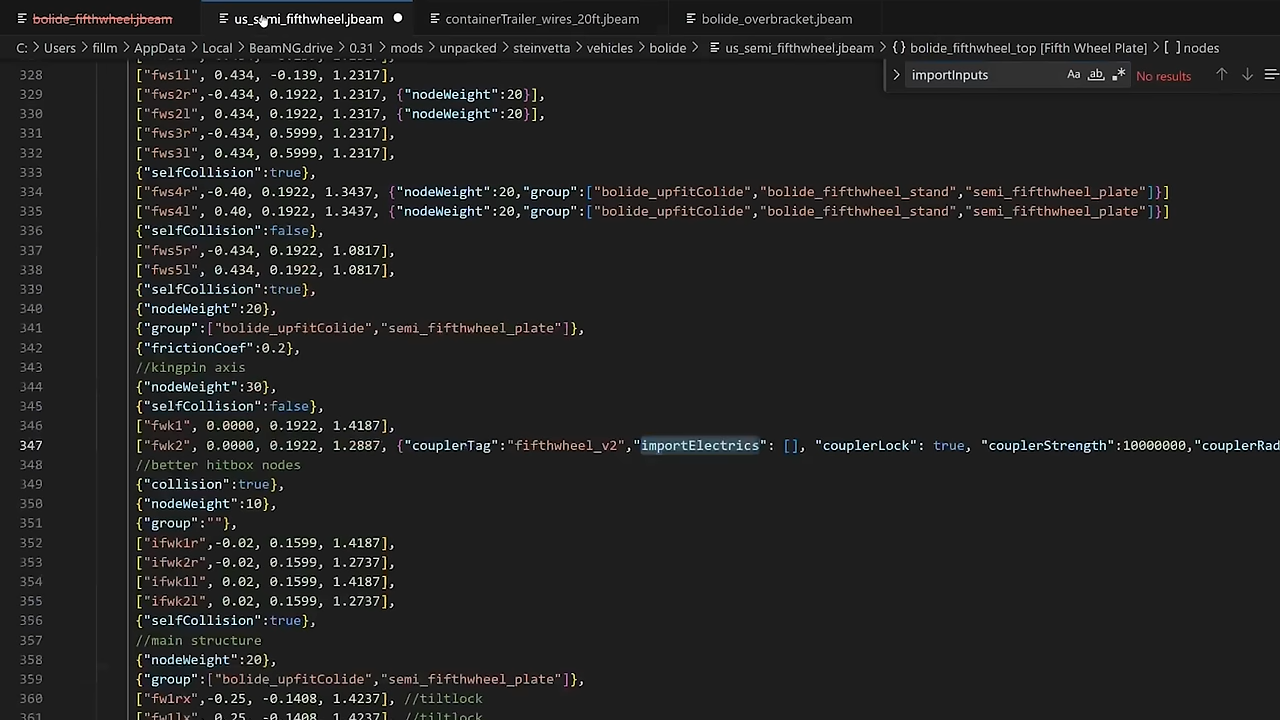 bolide_fifthwheel.jbeam us_semi_fifthwheel.jbeam containerTrailer_wires_20ft.jbeam bolide_overbracket.jbeam
C: > Users > fillm > AppData > Local > BeamNG.drive > 0.31 > mods > unpacked > steinvetta > vehicles > bolide > us_semi_fifthwheel.jbeam > {} bolide_fifthwheel_top [Fifth Wheel Plate] > [ ] nodes
importInputs Aa ab .* No results
328 ["fws1l", 0.434, -0.139, 1.2317],
329 ["fws2r",-0.434, 0.1922, 1.2317, {"nodeWeight":20}],
330 ["fws2l", 0.434, 0.1922, 1.2317, {"nodeWeight":20}],
331 ["fws3r",-0.434, 0.5999, 1.2317],
332 ["fws3l", 0.434, 0.5999, 1.2317],
333 {"selfCollision":true},
334 ["fws4r",-0.40, 0.1922, 1.3437, {"nodeWeight":20,"group":["bolide_upfitColide","bolide_fifthwheel_stand","semi_fifthwheel_plate"]}]
335 ["fws4l", 0.40, 0.1922, 1.3437, {"nodeWeight":20,"group":["bolide_upfitColide","bolide_fifthwheel_stand","semi_fifthwheel_plate"]}]
336 {"selfCollision":false},
337 ["fws5r",-0.434, 0.1922, 1.0817],
338 ["fws5l", 0.434, 0.1922, 1.0817],
339 {"selfCollision":true},
340 {"nodeWeight":20},
341 {"group":["bolide_upfitColide","semi_fifthwheel_plate"]},
342 {"frictionCoef":0.2},
343 //kingpin axis
344 {"nodeWeight":30},
345 {"selfCollision":false},
346 ["fwk1", 0.0000, 0.1922, 1.4187],
347 ["fwk2", 0.0000, 0.1922, 1.2887, {"couplerTag":"fifthwheel_v2","importElectrics": [], "couplerLock": true, "couplerStrength":10000000,"couplerRad
348 //better hitbox nodes
349 {"collision":true},
350 {"nodeWeight":10},
351 {"group":""},
352 ["ifwk1r",-0.02, 0.1599, 1.4187],
353 ["ifwk2r",-0.02, 0.1599, 1.2737],
354 ["ifwk1l", 0.02, 0.1599, 1.4187],
355 ["ifwk2l", 0.02, 0.1599, 1.2737],
356 {"selfCollision":true},
357 //main structure
358 {"nodeWeight":20},
359 {"group":["bolide_upfitColide","semi_fifthwheel_plate"]},
360 ["fw1rx",-0.25, -0.1408, 1.4237], //tiltlock
361 ["fw1lx", 0.25, -0.1408, 1.4237], //tiltlock